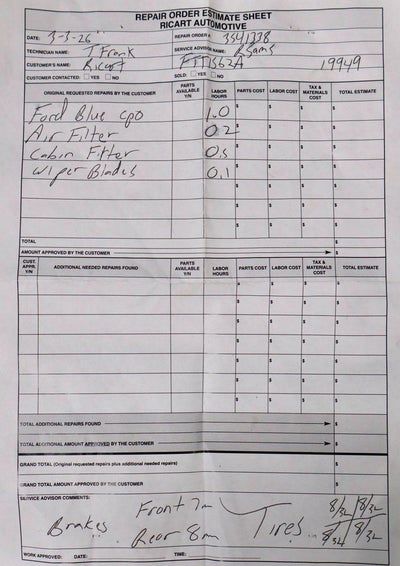 REPAIR ORDER ESTIMATE SHEET
RICART AUTOMOTIVE
DATE: 3-3-26 REPAIR ORDER #: 3541338
TECHNICIAN NAME: T Frank SERVICE ADVISOR NAME: B Sams
CUSTOMER'S NAME: Ricart FTT1562A 19949
CUSTOMER CONTACTED: YES NO SOLD: YES NO
ORIGINAL REQUESTED REPAIRS BY THE CUSTOMER PARTS AVAILABLE Y/N LABOR HOURS PARTS COST LABOR COST TAX & MATERIALS COST TOTAL ESTIMATE
Ford Blue cpo 1.0 $ $ $ $
Air Filter 0.2 $ $ $ $
Cabin Filter 0.5 $ $ $ $
Wiper Blades 0.1 $ $ $ $
$ $ $ $
$ $ $ $
$ $ $ $
TOTAL $
AMOUNT APPROVED BY THE CUSTOMER $
CUST. APPR. Y/N ADDITIONAL NEEDED REPAIRS FOUND PARTS AVAILABLE Y/N LABOR HOURS PARTS COST LABOR COST TAX & MATERIALS COST TOTAL ESTIMATE
$ $ $ $
$ $ $ $
$ $ $ $
$ $ $ $
$ $ $ $
$ $ $ $
$ $ $ $
TOTAL ADDITIONAL REPAIRS FOUND $
TOTAL ADDITIONAL AMOUNT APPROVED BY THE CUSTOMER $
GRAND TOTAL (Original requested repairs plus additional needed repairs) $
GRAND TOTAL AMOUNT APPROVED BY THE CUSTOMER $
SERVICE ADVISOR COMMENTS:
Brakes Front 7m Tires 8/32 8/32
Rear 8m 8/32 8/32
WORK APPROVED: DATE: TIME: